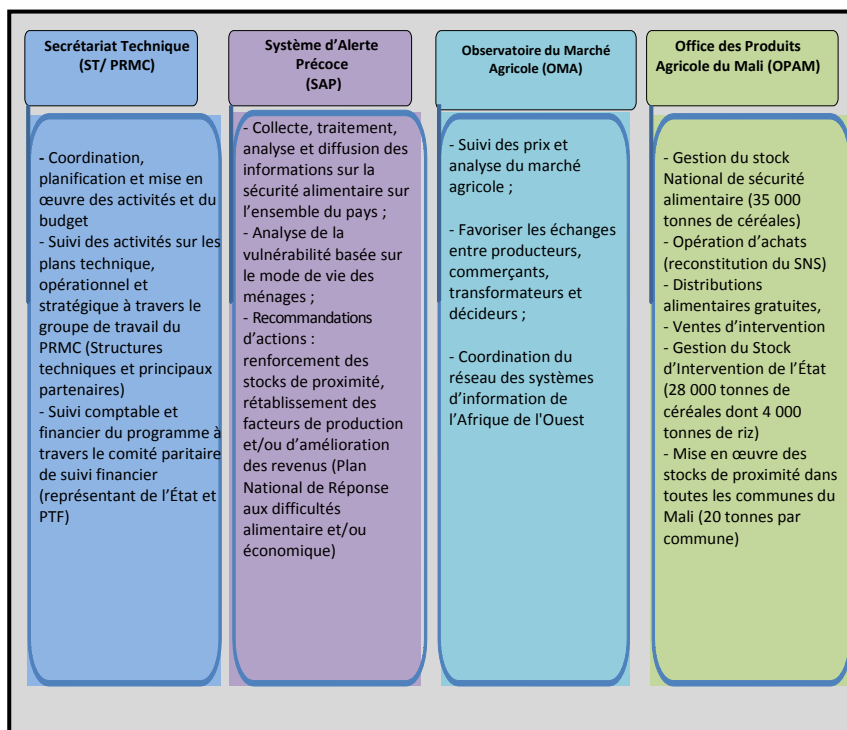 Secrétariat Technique
(ST/ PRMC)
- Coordination,
planification et mise en
œuvre des activités et du
budget
- Suivi des activités sur les
plans technique,
opérationnel et
stratégique à travers le
groupe de travail du
PRMC (Structures
techniques et principaux
partenaires)
- Suivi comptable et
financier du programme à
travers le comité paritaire
de suivi financier
(représentant de l’État et
PTF)
Système d’Alerte
Précoce
(SAP)
- Collecte, traitement,
analyse et diffusion des
informations sur la
sécurité alimentaire sur
l’ensemble du pays ;
- Analyse de la
vulnérabilité basée sur
le mode de vie des
ménages ;
- Recommandations
d’actions :
renforcement des
stocks de proximité,
rétablissement des
facteurs de production
et/ou d’amélioration
des revenus (Plan
National de Réponse
aux difficultés
alimentaire et/ou
économique)
Observatoire du Marché
Agricole (OMA)
- Suivi des prix et
analyse du marché
agricole ;
- Favoriser les échanges
entre producteurs,
commerçants,
transformateurs et
décideurs ;
- Coordination du
réseau des systèmes
d’information de
l’Afrique de l'Ouest
Office des Produits
Agricole du Mali (OPAM)
- Gestion du stock
National de sécurité
alimentaire (35 000
tonnes de céréales)
- Opération d’achats
(reconstitution du SNS)
- Distributions
alimentaires gratuites,
- Ventes d’intervention
- Gestion du Stock
d’Intervention de l’État
(28 000 tonnes de
céréales dont 4 000
tonnes de riz)
- Mise en œuvre des
stocks de proximité dans
toutes les communes du
Mali (20 tonnes par
commune)